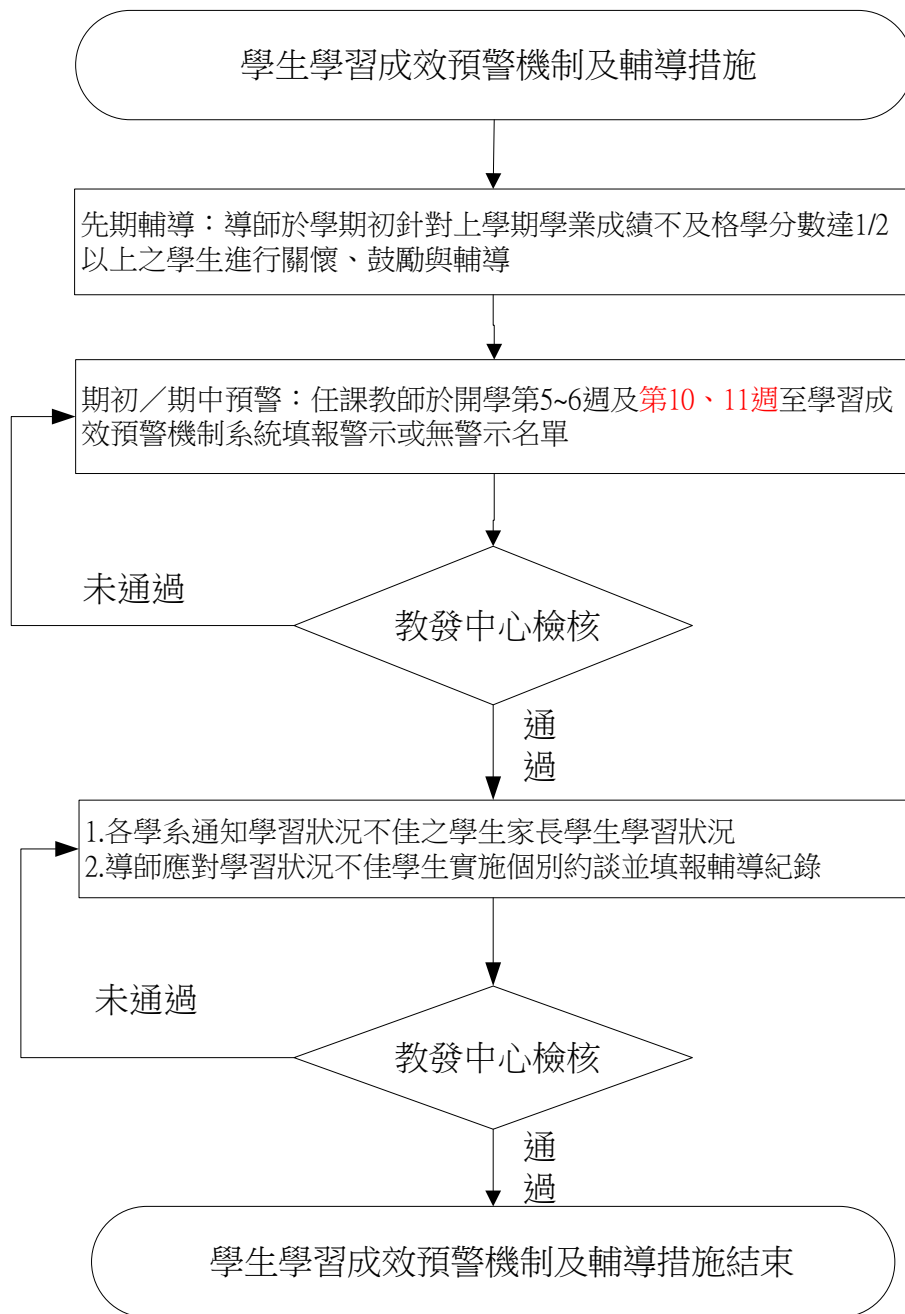 學生學習成效預警機制及輔導措施
先期輔導：導師於學期初針對上學期學業成績不及格學分數達1/2
以上之學生進行關懷、鼓勵與輔導
期初／期中預警：任課教師於開學第5~6週及第10、11週至學習成
效預警機制系統填報警示或無警示名單
未通過
教發中心檢核
通
過
1.各學系通知學習狀況不佳之學生家長學生學習狀況
2.導師應對學習狀況不佳學生實施個別約談並填報輔導紀錄
未通過
教發中心檢核
通
過
學生學習成效預警機制及輔導措施結束